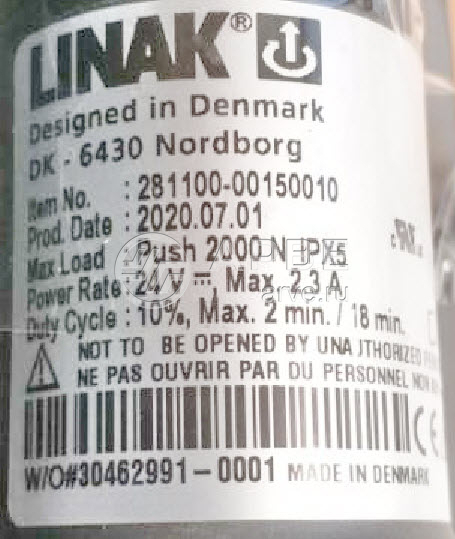 LINAK®
Designed in Denmark
DK - 6430 Nordborg
Item No. : 281100-00150010
Prod. Date : 2020.07.01
Max Load : Push 2000 N IPX5
Power Rate : 24 V ⎓, Max. 2.3 A
Duty Cycle : 10%, Max. 2 min. / 18 min.
NOT TO BE OPENED BY UNAUTHORIZED
NE PAS OUVRIR PAR DU PERSONNEL NON
W/O#30462991-0001 MADE IN DENMARK